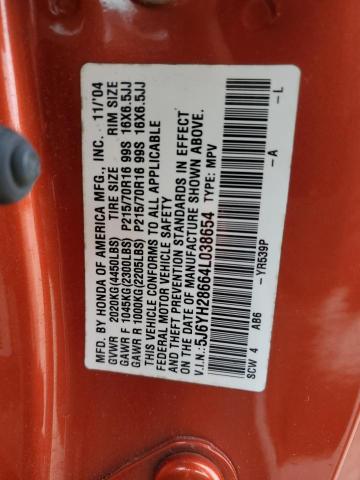 MFD. BY HONDA OF AMERICA MFG., INC. 11/'04
GVWR 2020KG(4450LBS) TIRE SIZE RIM SIZE
GAWR F 1045KG(2305LBS) P215/70R16 99S 16X6.5JJ
GAWR R 1000KG(2205LBS) P215/70R16 99S 16X6.5JJ
THIS VEHICLE CONFORMS TO ALL APPLICABLE
FEDERAL MOTOR VEHICLE SAFETY
AND THEFT PREVENTION STANDARDS IN EFFECT
ON THE DATE OF MANUFACTURE SHOWN ABOVE.
V.I.N.: 5J6YH28664L038654 TYPE: MPV
SCW 4 AB6 -YR539P -A -L